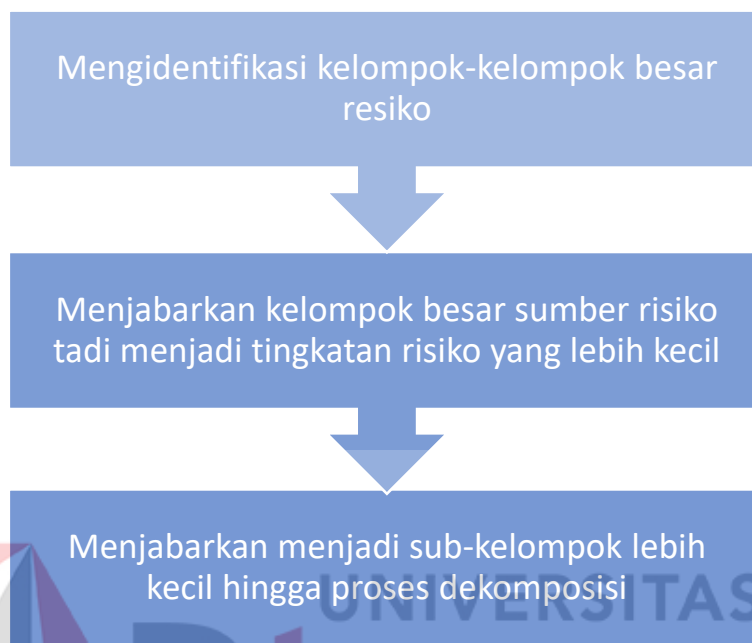 Mengidentifikasi kelompok-kelompok besar
resiko
Menjabarkan kelompok besar sumber risiko
tadi menjadi tingkatan risiko yang lebih kecil
Menjabarkan menjadi sub-kelompok lebih
kecil hingga proses dekomposisi
UNIVERSITAS